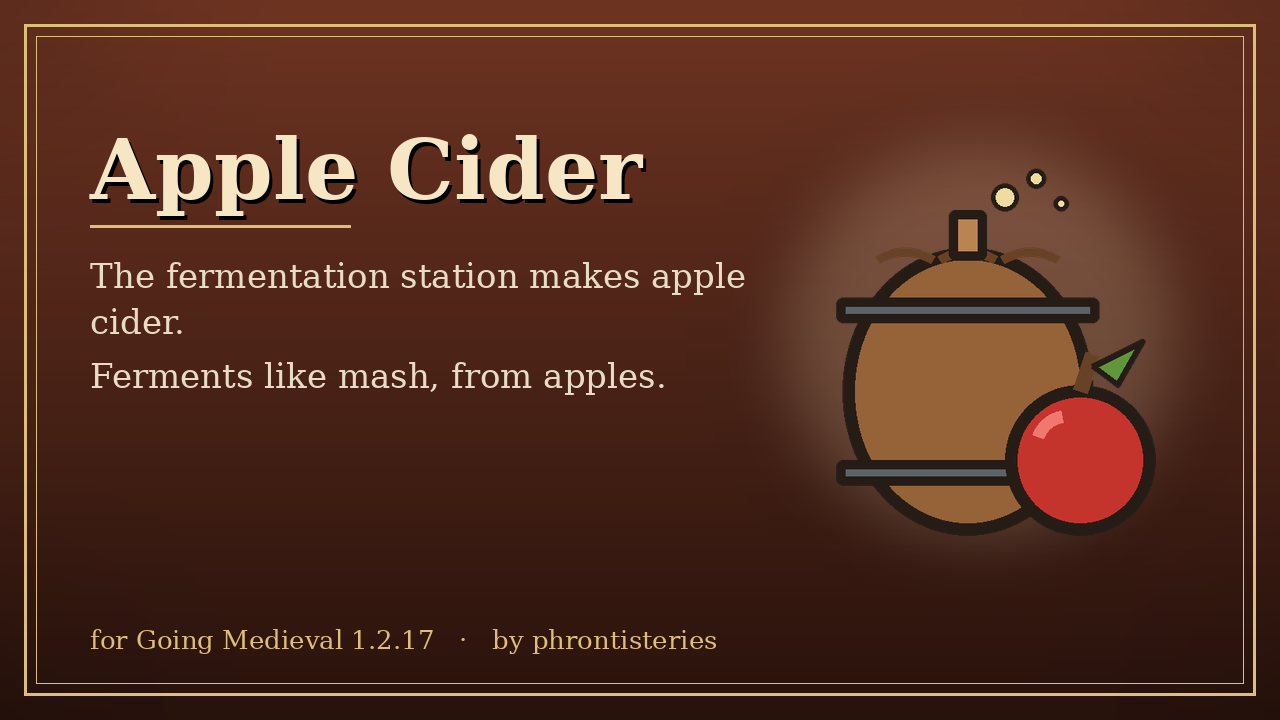 Apple Cider
The fermentation station makes apple
cider.
Ferments like mash, from apples.
for Going Medieval 1.2.17 · by phrontisteries